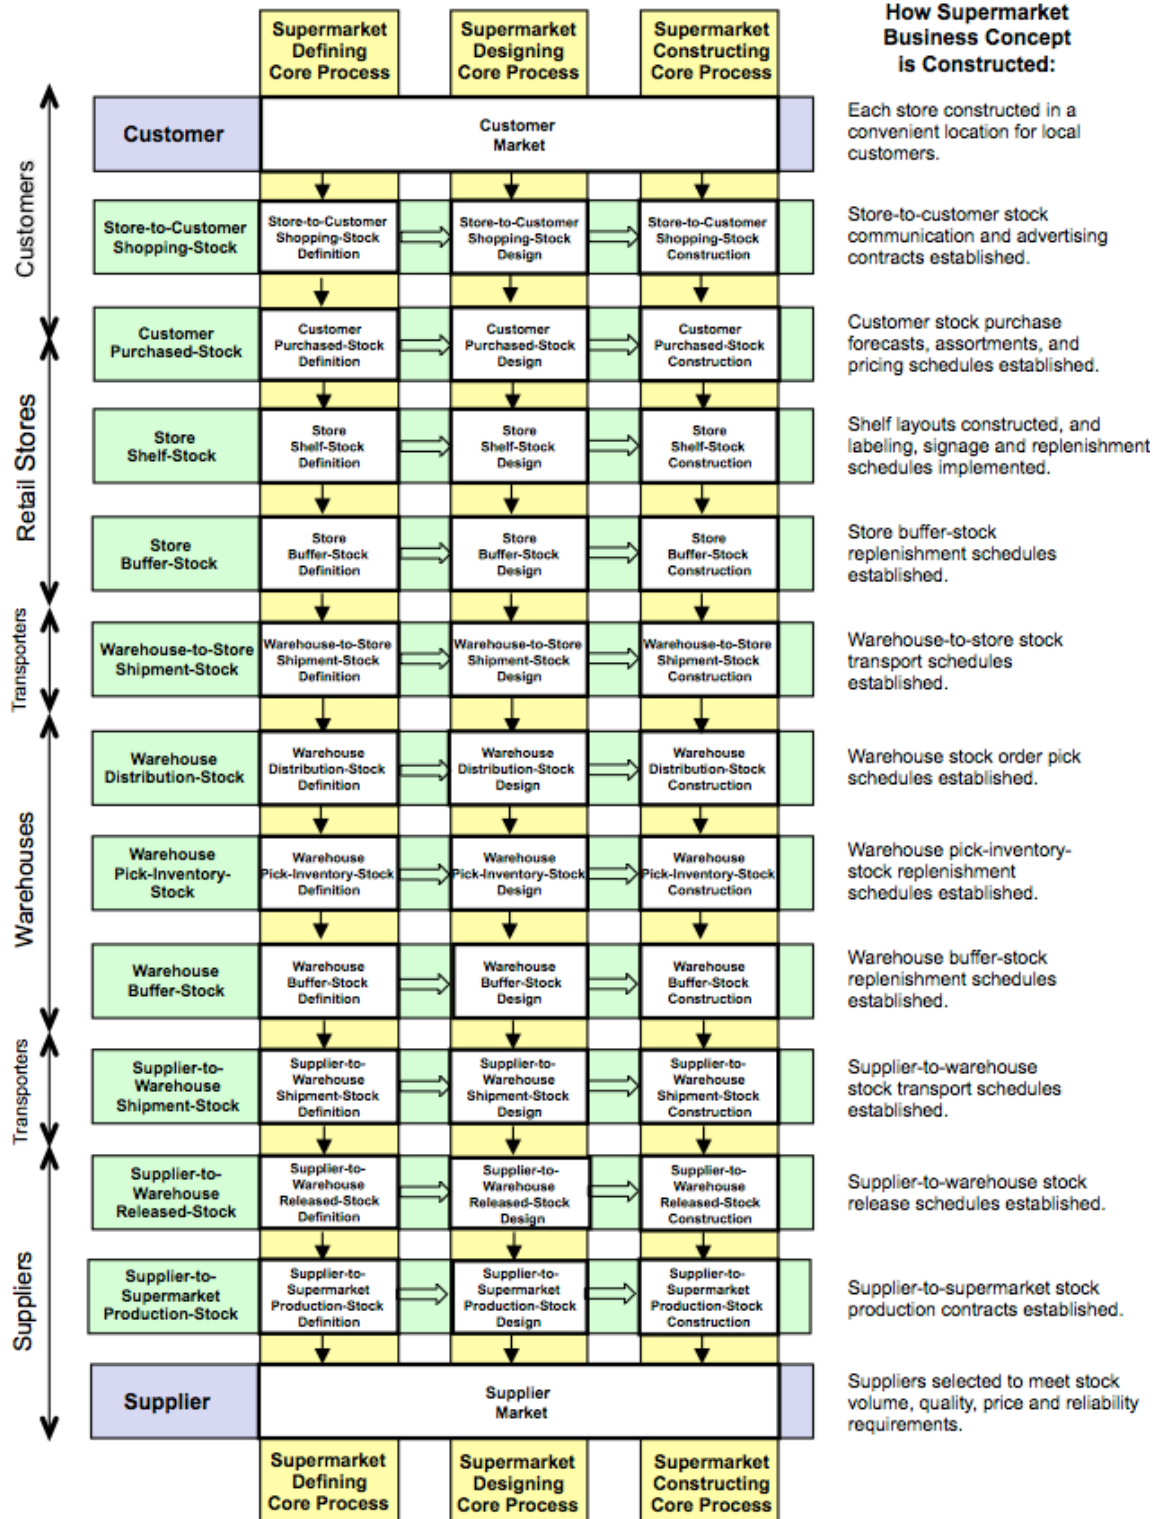 Supermarket
Defining
Core Process
Supermarket
Designing
Core Process
Supermarket
Constructing
Core Process
How Supermarket
Business Concept
is Constructed:
Customers
Customer
Customer
Market
Each store constructed in a
convenient location for local
customers.
Store-to-Customer
Shopping-Stock
Store-to-Customer
Shopping-Stock
Definition
Store-to-Customer
Shopping-Stock
Design
Store-to-Customer
Shopping-Stock
Construction
Store-to-customer stock
communication and advertising
contracts established.
Retail Stores
Customer
Purchased-Stock
Customer
Purchased-Stock
Definition
Customer
Purchased-Stock
Design
Customer
Purchased-Stock
Construction
Customer stock purchase
forecasts, assortments, and
pricing schedules established.
Store
Shelf-Stock
Store
Shelf-Stock
Definition
Store
Shelf-Stock
Design
Store
Shelf-Stock
Construction
Shelf layouts constructed, and
labeling, signage and replenishment
schedules implemented.
Store
Buffer-Stock
Store
Buffer-Stock
Definition
Store
Buffer-Stock
Design
Store
Buffer-Stock
Construction
Store buffer-stock
replenishment schedules
established.
Transporters
Warehouse-to-Store
Shipment-Stock
Warehouse-to-Store
Shipment-Stock
Definition
Warehouse-to-Store
Shipment-Stock
Design
Warehouse-to-Store
Shipment-Stock
Construction
Warehouse-to-store stock
transport schedules
established.
Warehouses
Warehouse
Distribution-Stock
Warehouse
Distribution-Stock
Definition
Warehouse
Distribution-Stock
Design
Warehouse
Distribution-Stock
Construction
Warehouse stock order pick
schedules established.
Warehouse
Pick-Inventory-
Stock
Warehouse
Pick-Inventory-Stock
Definition
Warehouse
Pick-Inventory-Stock
Design
Warehouse
Pick-Inventory-Stock
Construction
Warehouse pick-inventory-
stock replenishment
schedules established.
Warehouse
Buffer-Stock
Warehouse
Buffer-Stock
Definition
Warehouse
Buffer-Stock
Design
Warehouse
Buffer-Stock
Construction
Warehouse buffer-stock
replenishment schedules
established.
Transporters
Supplier-to-
Warehouse
Shipment-Stock
Supplier-to-
Warehouse
Shipment-Stock
Definition
Supplier-to-
Warehouse
Shipment-Stock
Design
Supplier-to-
Warehouse
Shipment-Stock
Construction
Supplier-to-warehouse
stock transport schedules
established.
Suppliers
Supplier-to-
Warehouse
Released-Stock
Supplier-to-
Warehouse
Released-Stock
Definition
Supplier-to-
Warehouse
Released-Stock
Design
Supplier-to-
Warehouse
Released-Stock
Construction
Supplier-to-warehouse stock
release schedules established.
Supplier-to-
Supermarket
Production-Stock
Supplier-to-
Supermarket
Production-Stock
Definition
Supplier-to-
Supermarket
Production-Stock
Design
Supplier-to-
Supermarket
Production-Stock
Construction
Supplier-to-supermarket stock
production contracts established.
Supplier
Supplier
Market
Suppliers selected to meet stock
volume, quality, price and reliability
requirements.
Supermarket
Defining
Core Process
Supermarket
Designing
Core Process
Supermarket
Constructing
Core Process